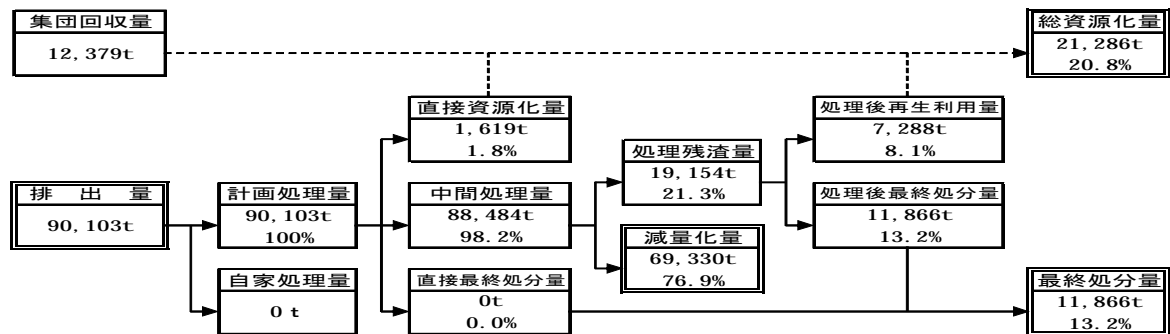 集団回収量
12,379t
総資源化量
21,286t
20.8%
直接資源化量
1,619t
1.8%
処理後再生利用量
7,288t
8.1%
処理残渣量
19,154t
21.3%
排 出 量
90,103t
計画処理量
90,103t
100%
中間処理量
88,484t
98.2%
処理後最終処分量
11,866t
13.2%
減量化量
69,330t
76.9%
自家処理量
0 t
直接最終処分量
0t
0.0%
最終処分量
11,866t
13.2%